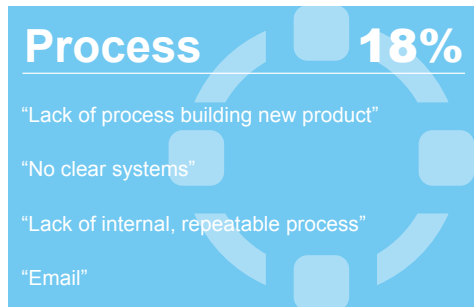 Process 18%
“Lack of process building new product”
“No clear systems”
“Lack of internal, repeatable process”
“Email”